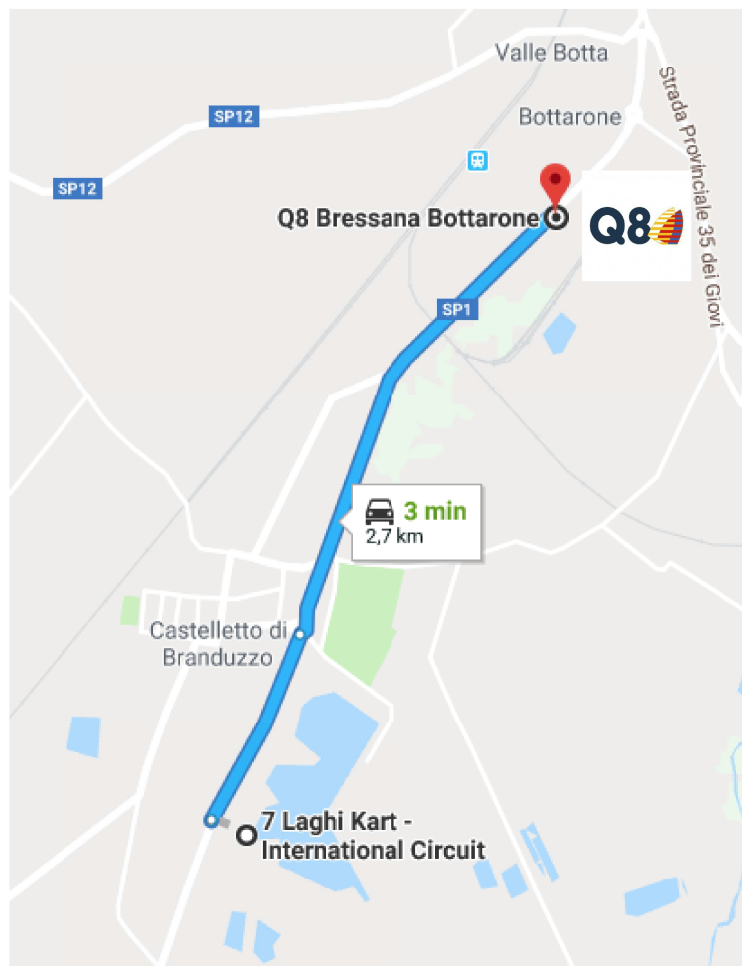 Valle Botta
SP12
Bottarone
Strada Provinciale 35 dei Giovi
SP12
Q8 Bressana Bottarone
Q8
SP1
3 min
2,7 km
Castelletto di
Branduzzo
7 Laghi Kart -
International Circuit